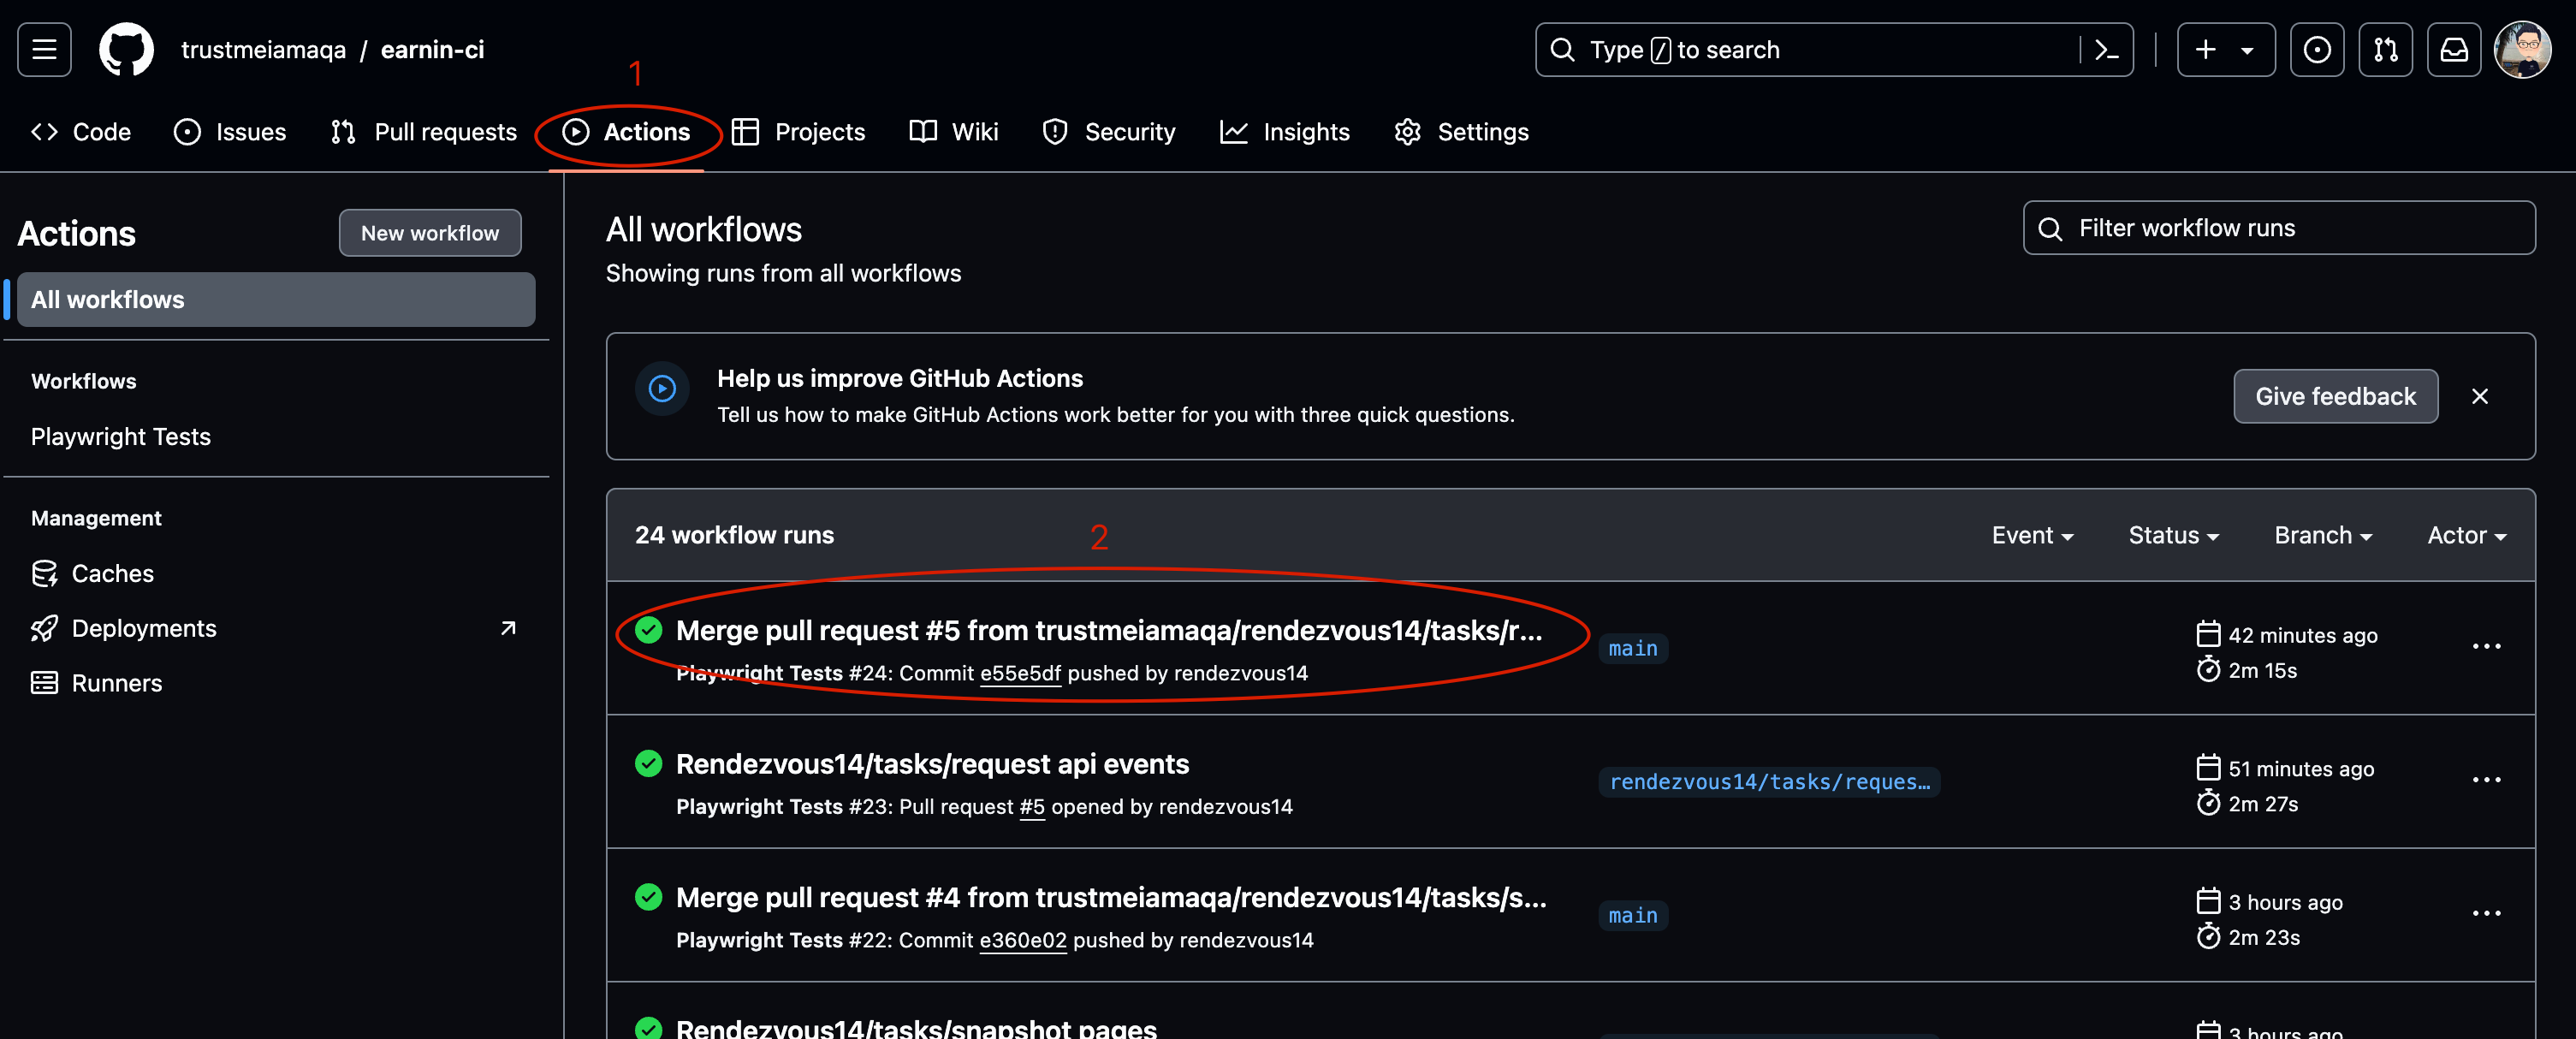 trustmeiamaqa / earnin-ci
Type / to search
1
Code
Issues
Pull requests
Actions
Projects
Wiki
Security
Insights
Settings
Actions
New workflow
All workflows
Workflows
Playwright Tests
Management
Caches
Deployments
Runners
All workflows
Showing runs from all workflows
Filter workflow runs
Help us improve GitHub Actions
Tell us how to make GitHub Actions work better for you with three quick questions.
Give feedback
24 workflow runs
2
Event
Status
Branch
Actor
Merge pull request #5 from trustmeiamaqa/rendezvous14/tasks/r...
Playwright Tests #24: Commit e55e5df pushed by rendezvous14
main
42 minutes ago
2m 15s
Rendezvous14/tasks/request api events
Playwright Tests #23: Pull request #5 opened by rendezvous14
rendezvous14/tasks/reques…
51 minutes ago
2m 27s
Merge pull request #4 from trustmeiamaqa/rendezvous14/tasks/s...
Playwright Tests #22: Commit e360e02 pushed by rendezvous14
main
3 hours ago
2m 23s
Rendezvous14/tasks/snapshot pages
3 hours ago